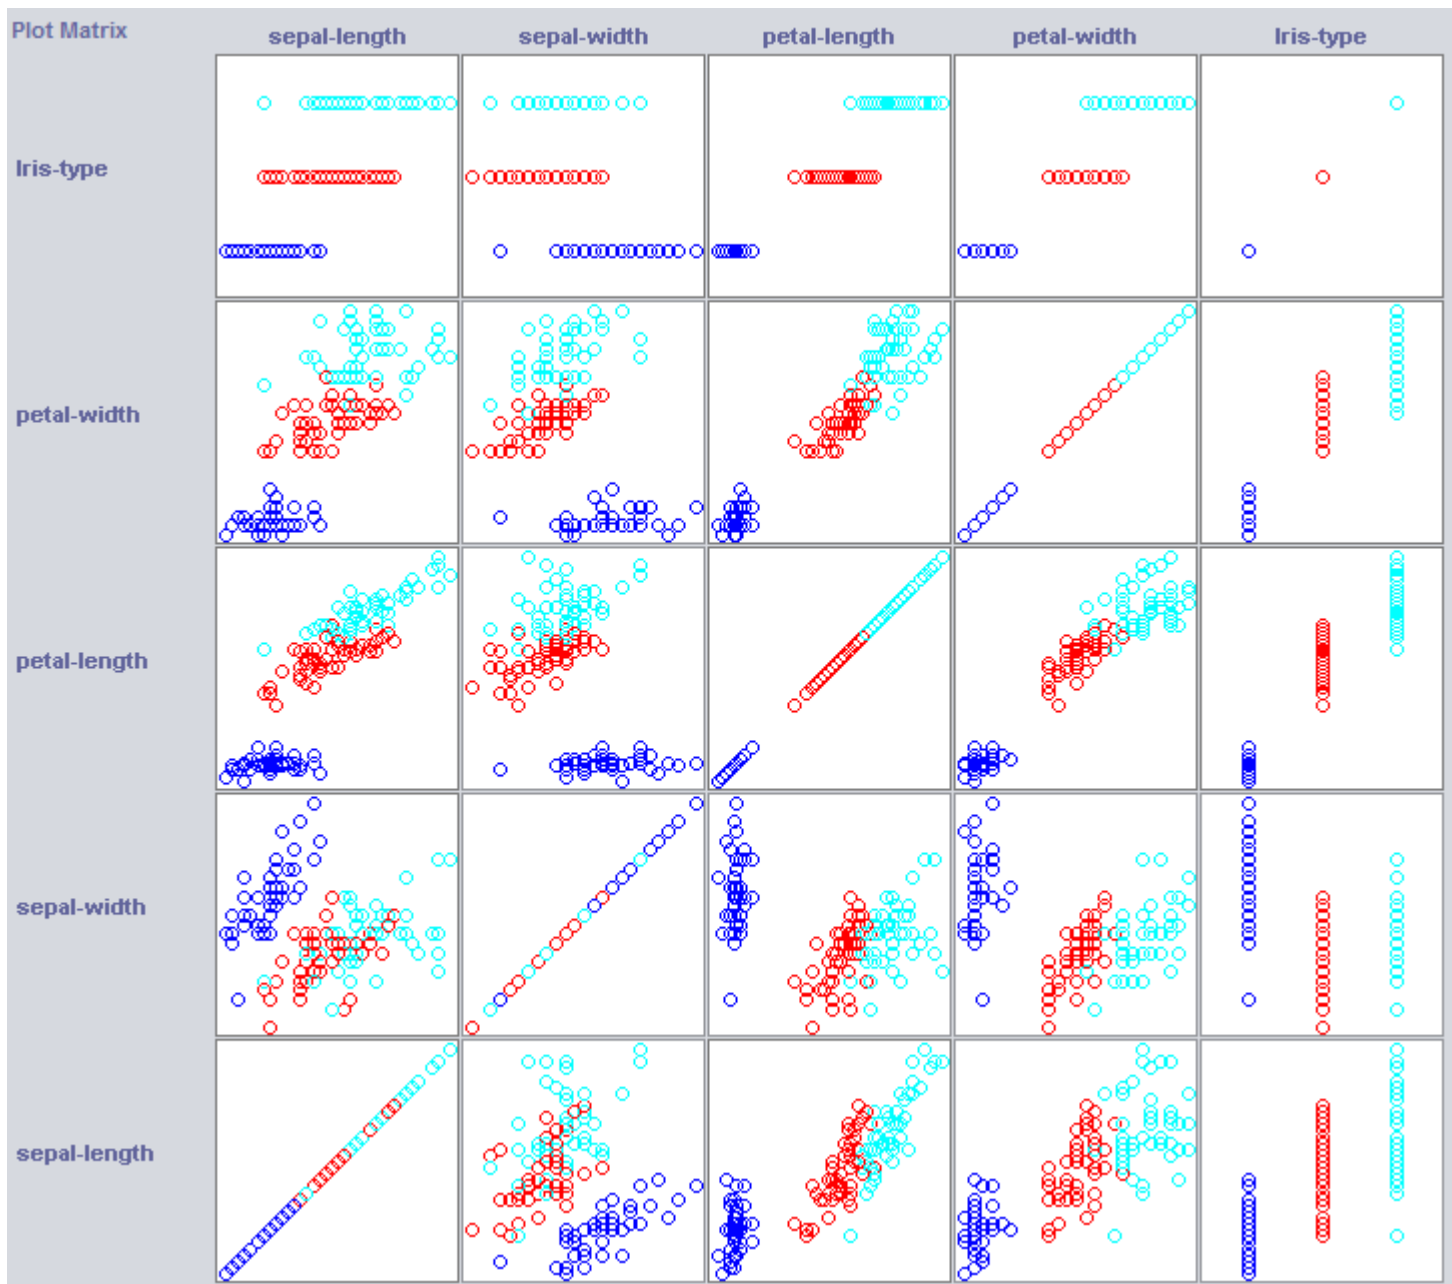 Plot Matrix
sepal-length
sepal-width
petal-length
petal-width
Iris-type
Iris-type
petal-width
petal-length
sepal-width
sepal-length